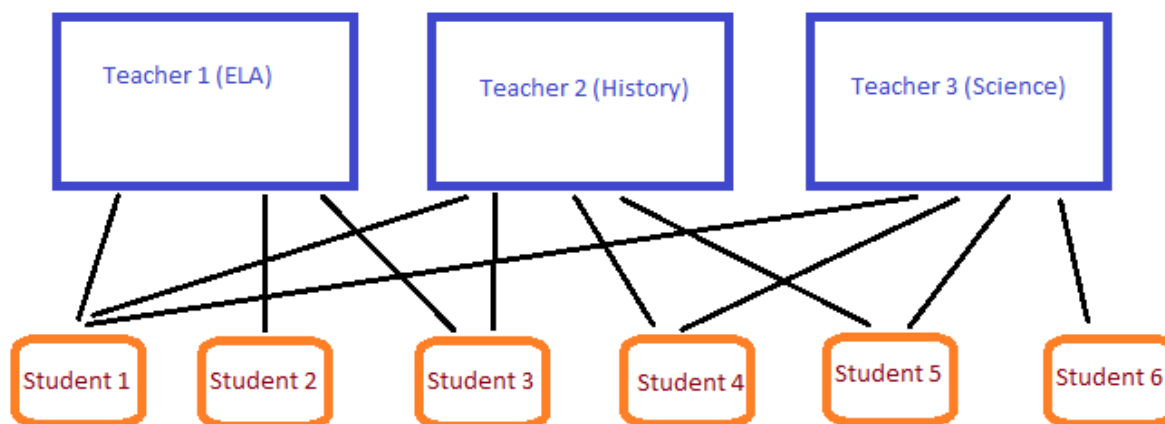 Teacher 1 (ELA)
Teacher 2 (History)
Teacher 3 (Science)
Student 1
Student 2
Student 3
Student 4
Student 5
Student 6